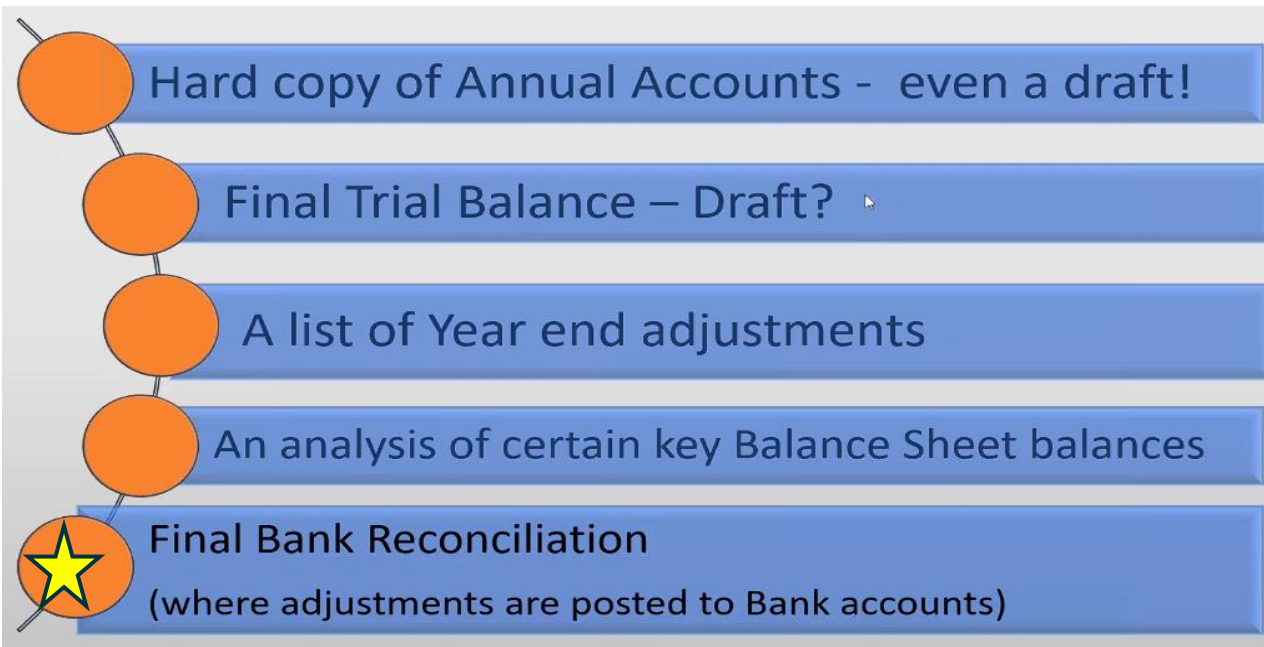 Hard copy of Annual Accounts - even a draft!
Final Trial Balance – Draft?
A list of Year end adjustments
An analysis of certain key Balance Sheet balances
Final Bank Reconciliation
(where adjustments are posted to Bank accounts)